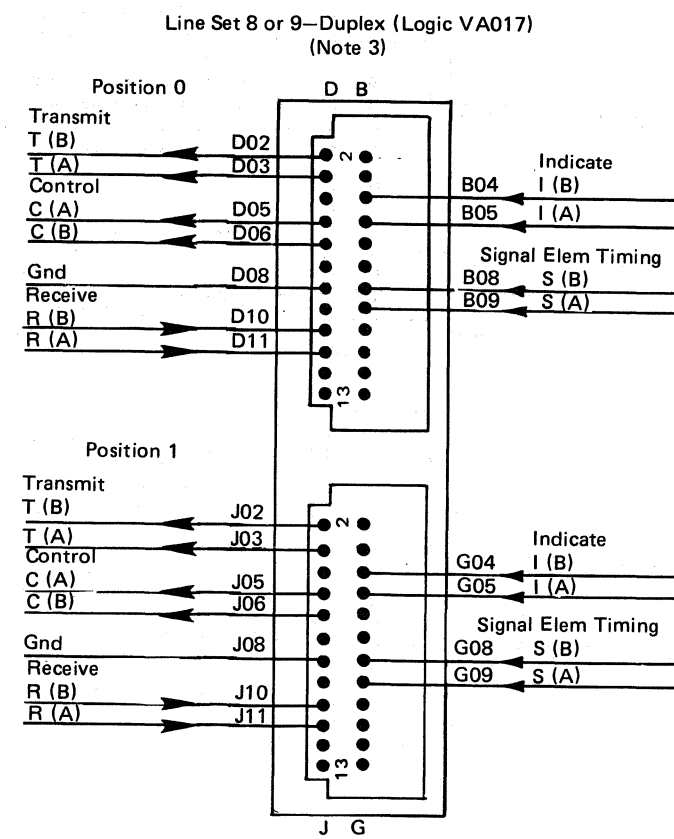 Line Set 8 or 9—Duplex (Logic VA017)
(Note 3)
Position 0
D B
Transmit
T (B) D02
T (A) D03
Control
C (A) D05
C (B) D06
Gnd D08
Receive
R (B) D10
R (A) D11
2
13
Indicate
B04 I (B)
B05 I (A)
Signal Elem Timing
B08 S (B)
B09 S (A)
Position 1
Transmit
T (B) J02
T (A) J03
Control
C (A) J05
C (B) J06
Gnd J08
Receive
R (B) J10
R (A) J11
2
13
Indicate
G04 I (B)
G05 I (A)
Signal Elem Timing
G08 S (B)
G09 S (A)
J G